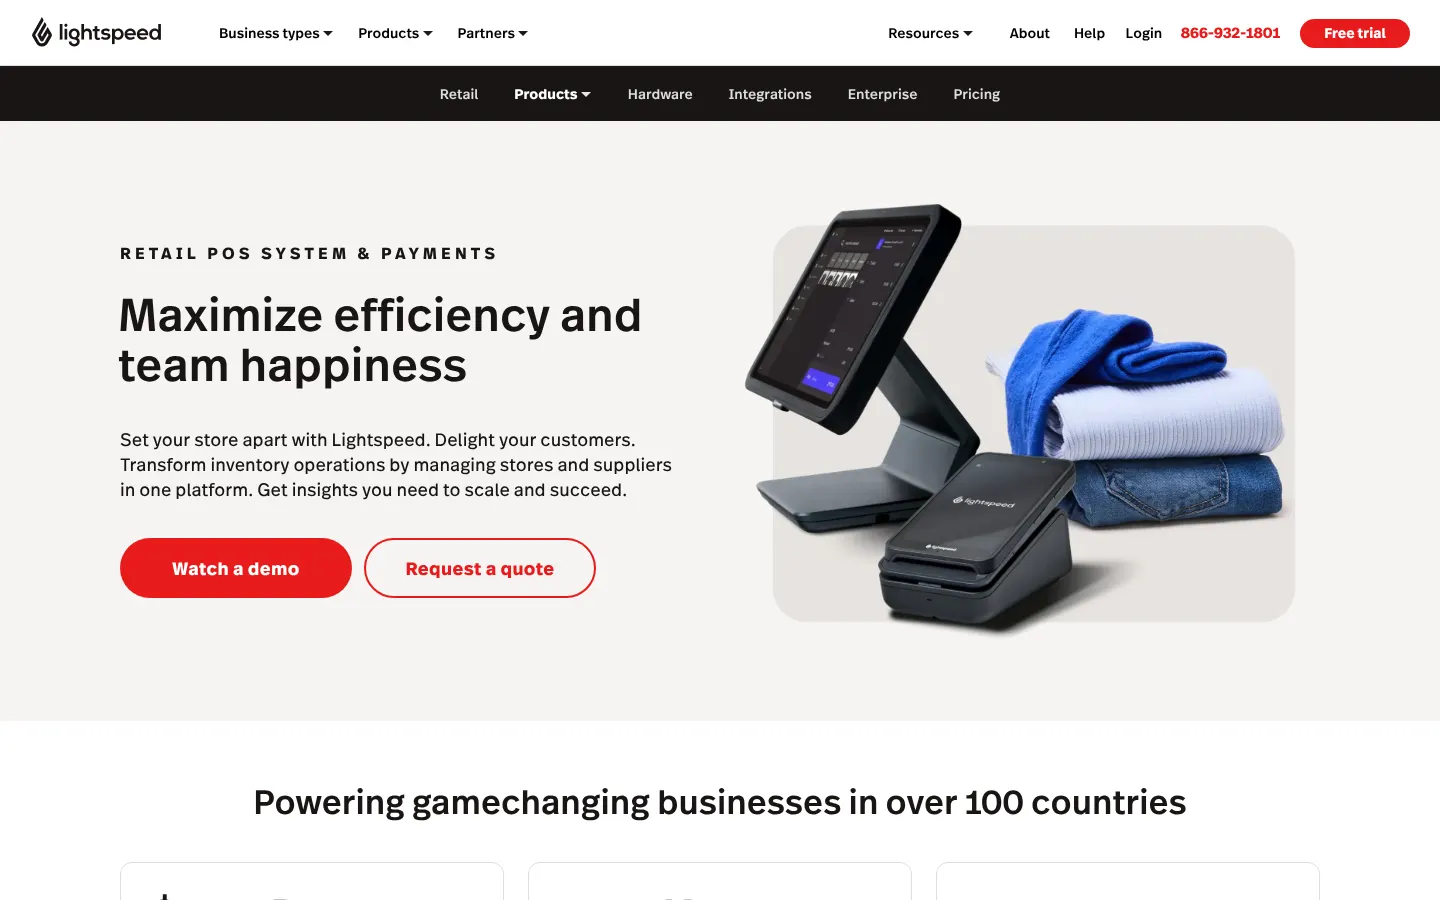 lightspeed
Business types
Products
Partners
Resources
About
Help
Login
866-932-1801
Free trial
Retail
Products
Hardware
Integrations
Enterprise
Pricing
RETAIL POS SYSTEM & PAYMENTS
Maximize efficiency and
team happiness
Set your store apart with Lightspeed. Delight your customers.
Transform inventory operations by managing stores and suppliers
in one platform. Get insights you need to scale and succeed.
Watch a demo
Request a quote
lightspeed
lightspeed
Powering gamechanging businesses in over 100 countries